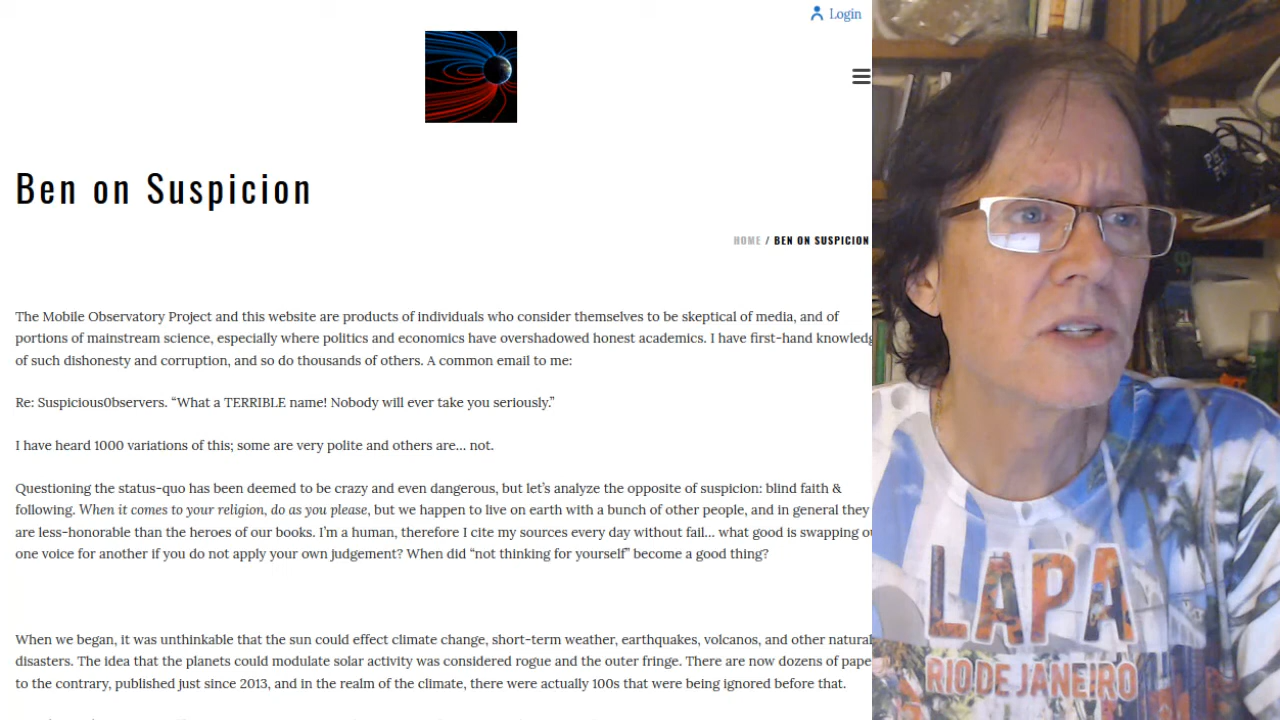 Login
Ben on Suspicion
HOME / BEN ON SUSPICION
The Mobile Observatory Project and this website are products of individuals who consider themselves to be skeptical of media, and of
portions of mainstream science, especially where politics and economics have overshadowed honest academics. I have first-hand knowledg
of such dishonesty and corruption, and so do thousands of others. A common email to me:
Re: Suspicious0bservers. “What a TERRIBLE name! Nobody will ever take you seriously.”
I have heard 1000 variations of this; some are very polite and others are… not.
Questioning the status-quo has been deemed to be crazy and even dangerous, but let’s analyze the opposite of suspicion: blind faith &
following. When it comes to your religion, do as you please, but we happen to live on earth with a bunch of other people, and in general they
are less-honorable than the heroes of our books. I’m a human, therefore I cite my sources every day without fail… what good is swapping o
one voice for another if you do not apply your own judgement? When did “not thinking for yourself” become a good thing?
When we began, it was unthinkable that the sun could effect climate change, short-term weather, earthquakes, volcanos, and other natural
disasters. The idea that the planets could modulate solar activity was considered rogue and the outer fringe. There are now dozens of pape
to the contrary, published just since 2013, and in the realm of the climate, there were actually 100s that were being ignored before that.
LAPA
RIO DE JANEIRO